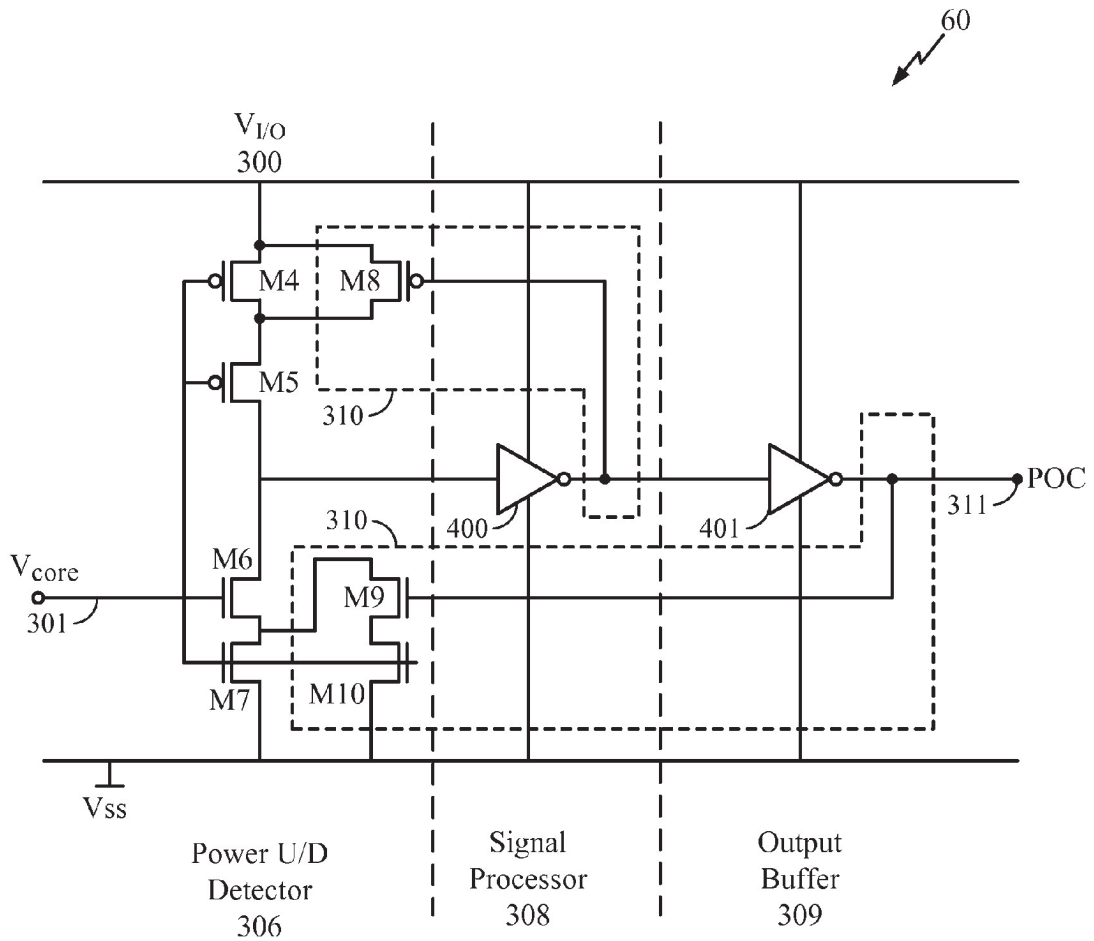 60
V_I/O
300
M4
M8
M5
310
400
401
POC
311
310
V_core
301
M6
M9
M7
M10
Vss
Power U/D
Detector
306
Signal
Processor
308
Output
Buffer
309